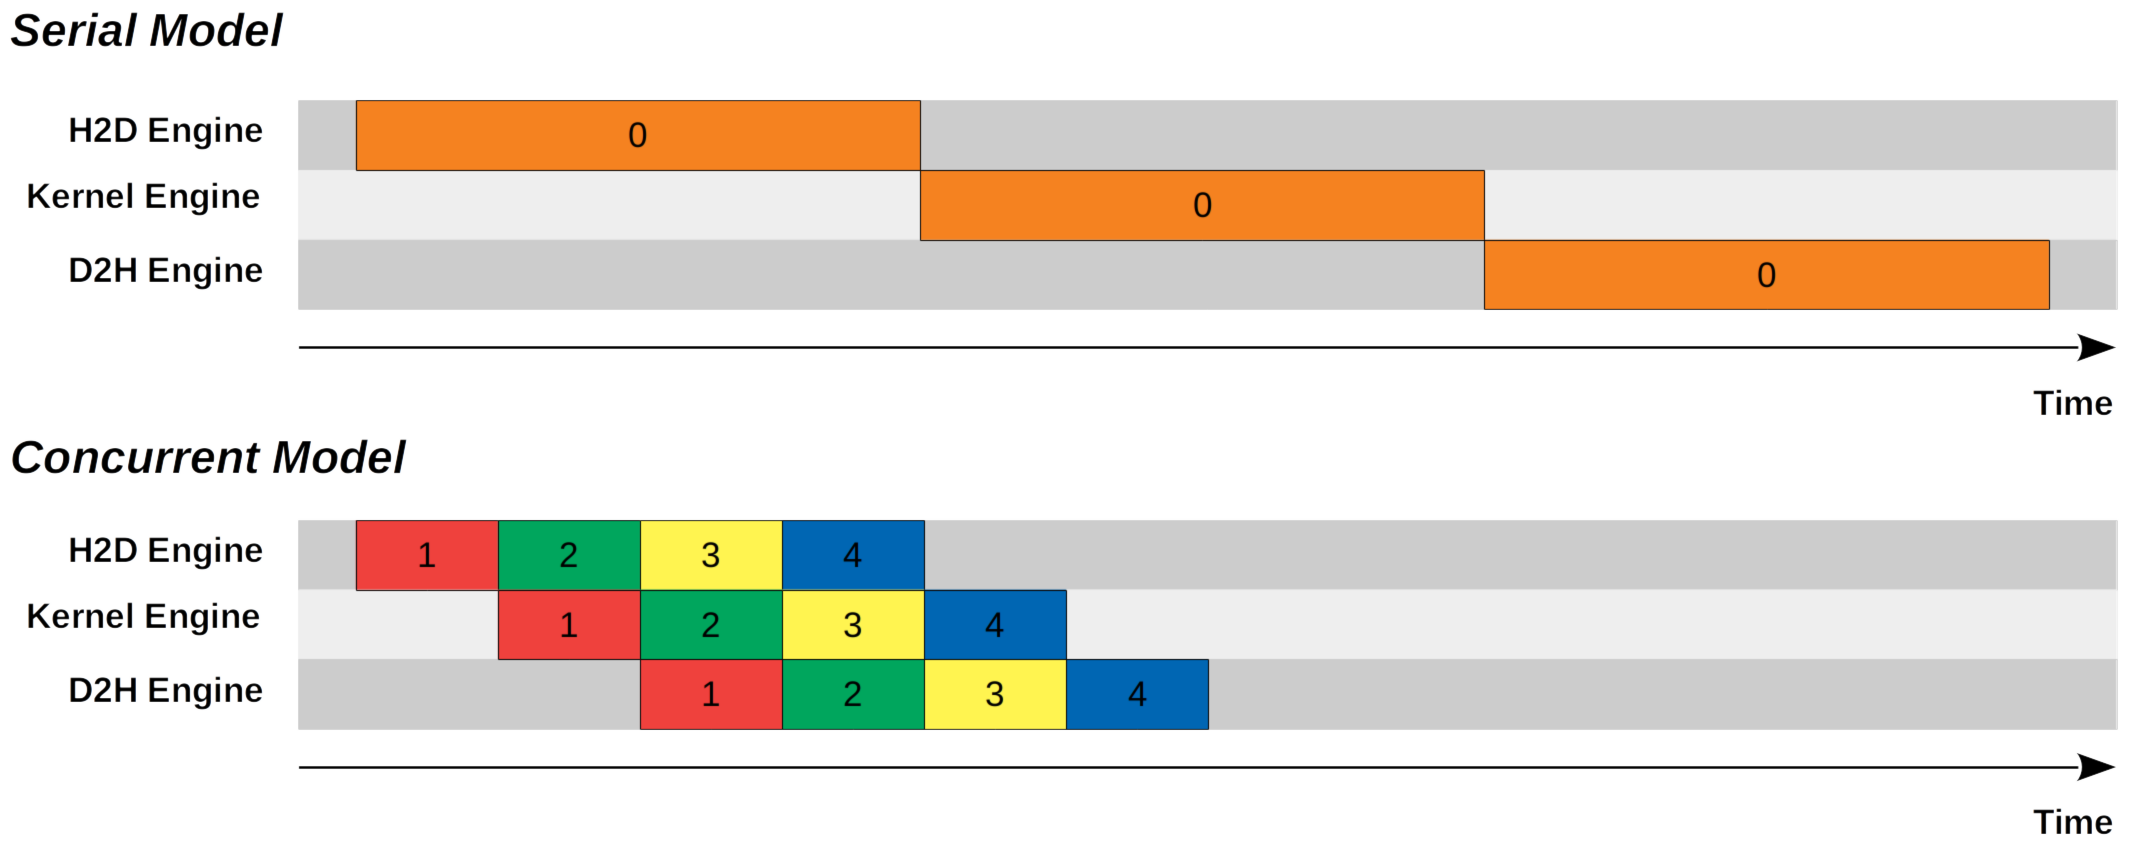 Serial Model
H2D Engine 0
Kernel Engine 0
D2H Engine 0
Time
Concurrent Model
H2D Engine 1 2 3 4
Kernel Engine 1 2 3 4
D2H Engine 1 2 3 4
Time